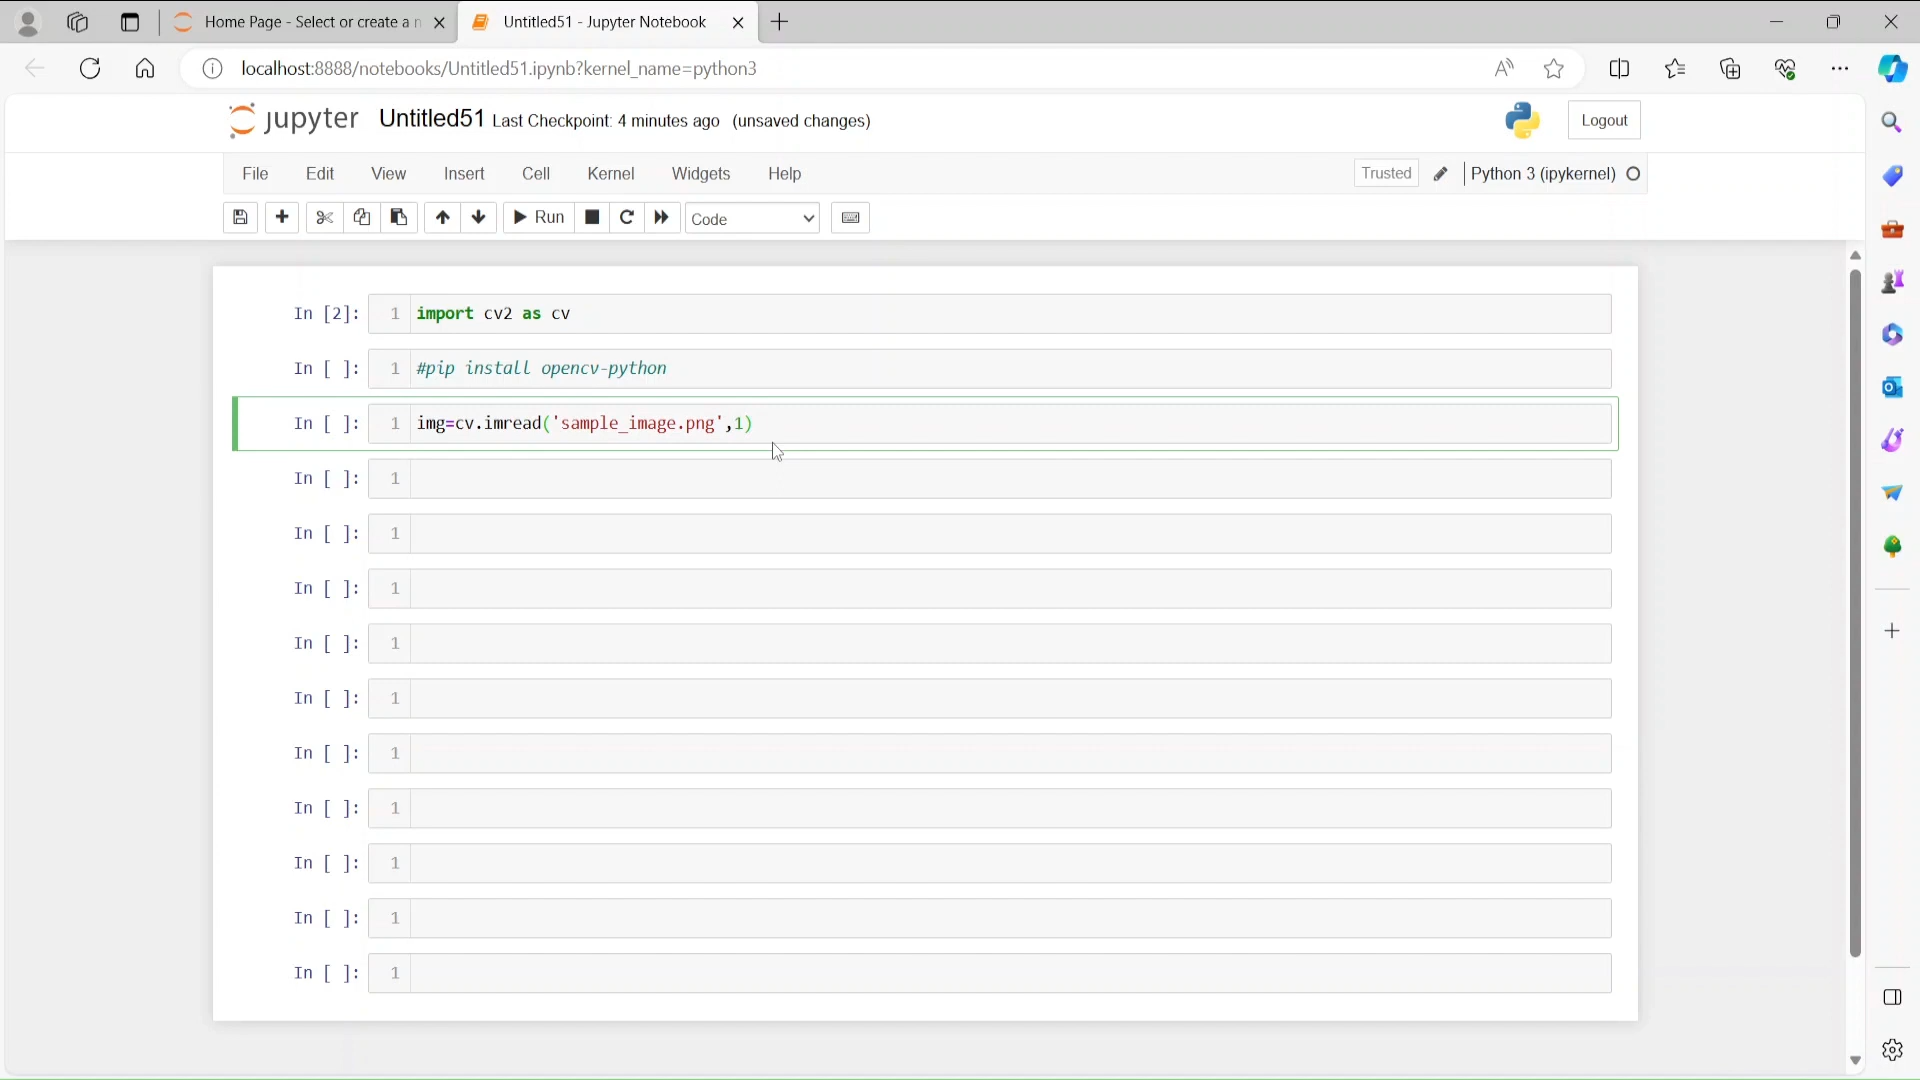 Home Page - Select or create a n
Untitled51 - Jupyter Notebook
localhost:8888/notebooks/Untitled51.ipynb?kernel_name=python3
jupyter Untitled51 Last Checkpoint: 4 minutes ago (unsaved changes)
Logout
File Edit View Insert Cell Kernel Widgets Help
Trusted Python 3 (ipykernel)
Run Code
In [2]: 1 import cv2 as cv
In [ ]: 1 #pip install opencv-python
In [ ]: 1 img=cv.imread('sample_image.png',1)
In [ ]: 1
In [ ]: 1
In [ ]: 1
In [ ]: 1
In [ ]: 1
In [ ]: 1
In [ ]: 1
In [ ]: 1
In [ ]: 1
In [ ]: 1